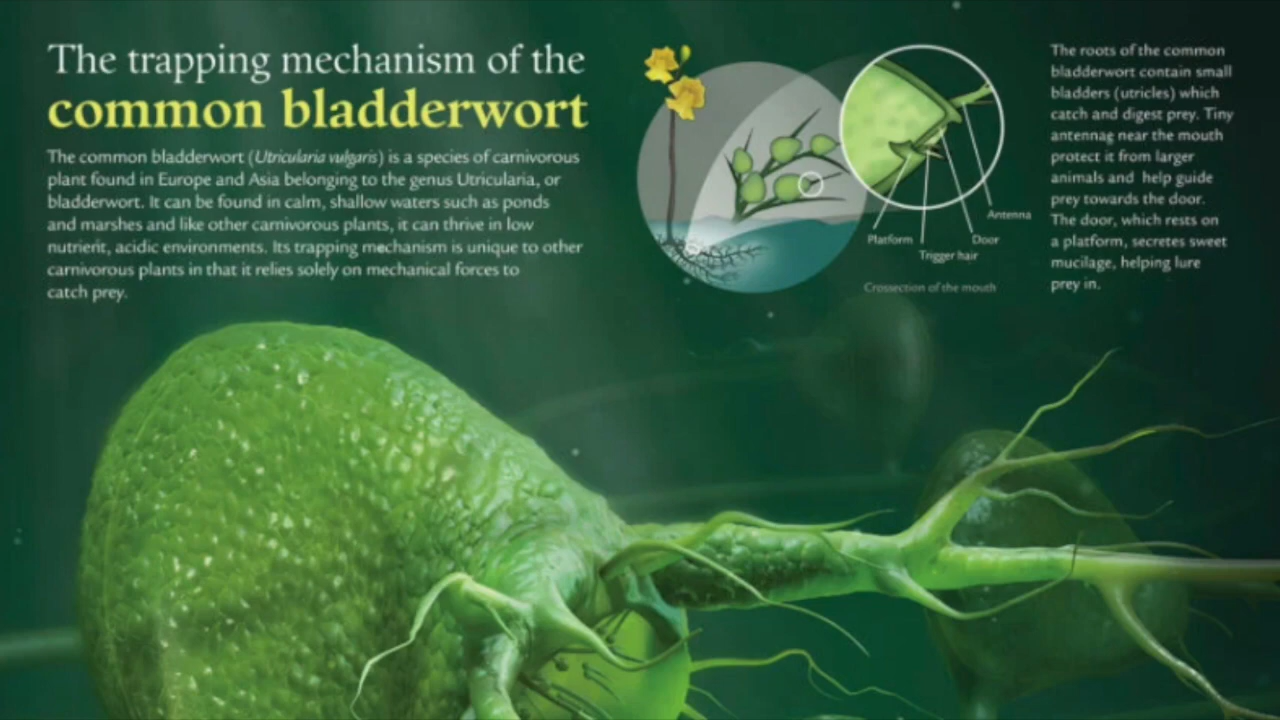 The trapping mechanism of the
common bladderwort
The common bladderwort (Utricularia vulgaris) is a species of carnivorous
plant found in Europe and Asia belonging to the genus Utricularia, or
bladderwort. It can be found in calm, shallow waters such as ponds
and marshes and like other carnivorous plants, it can thrive in low
nutrient, acidic environments. Its trapping mechanism is unique to other
carnivorous plants in that it relies solely on mechanical forces to
catch prey.
Antenna
Platform
Door
Trigger hair
Crossection of the mouth
The roots of the common
bladderwort contain small
bladders (utricles) which
catch and digest prey. Tiny
antennae near the mouth
protect it from larger
animals and help guide
prey towards the door.
The door, which rests on
a platform, secretes sweet
mucilage, helping lure
prey in.